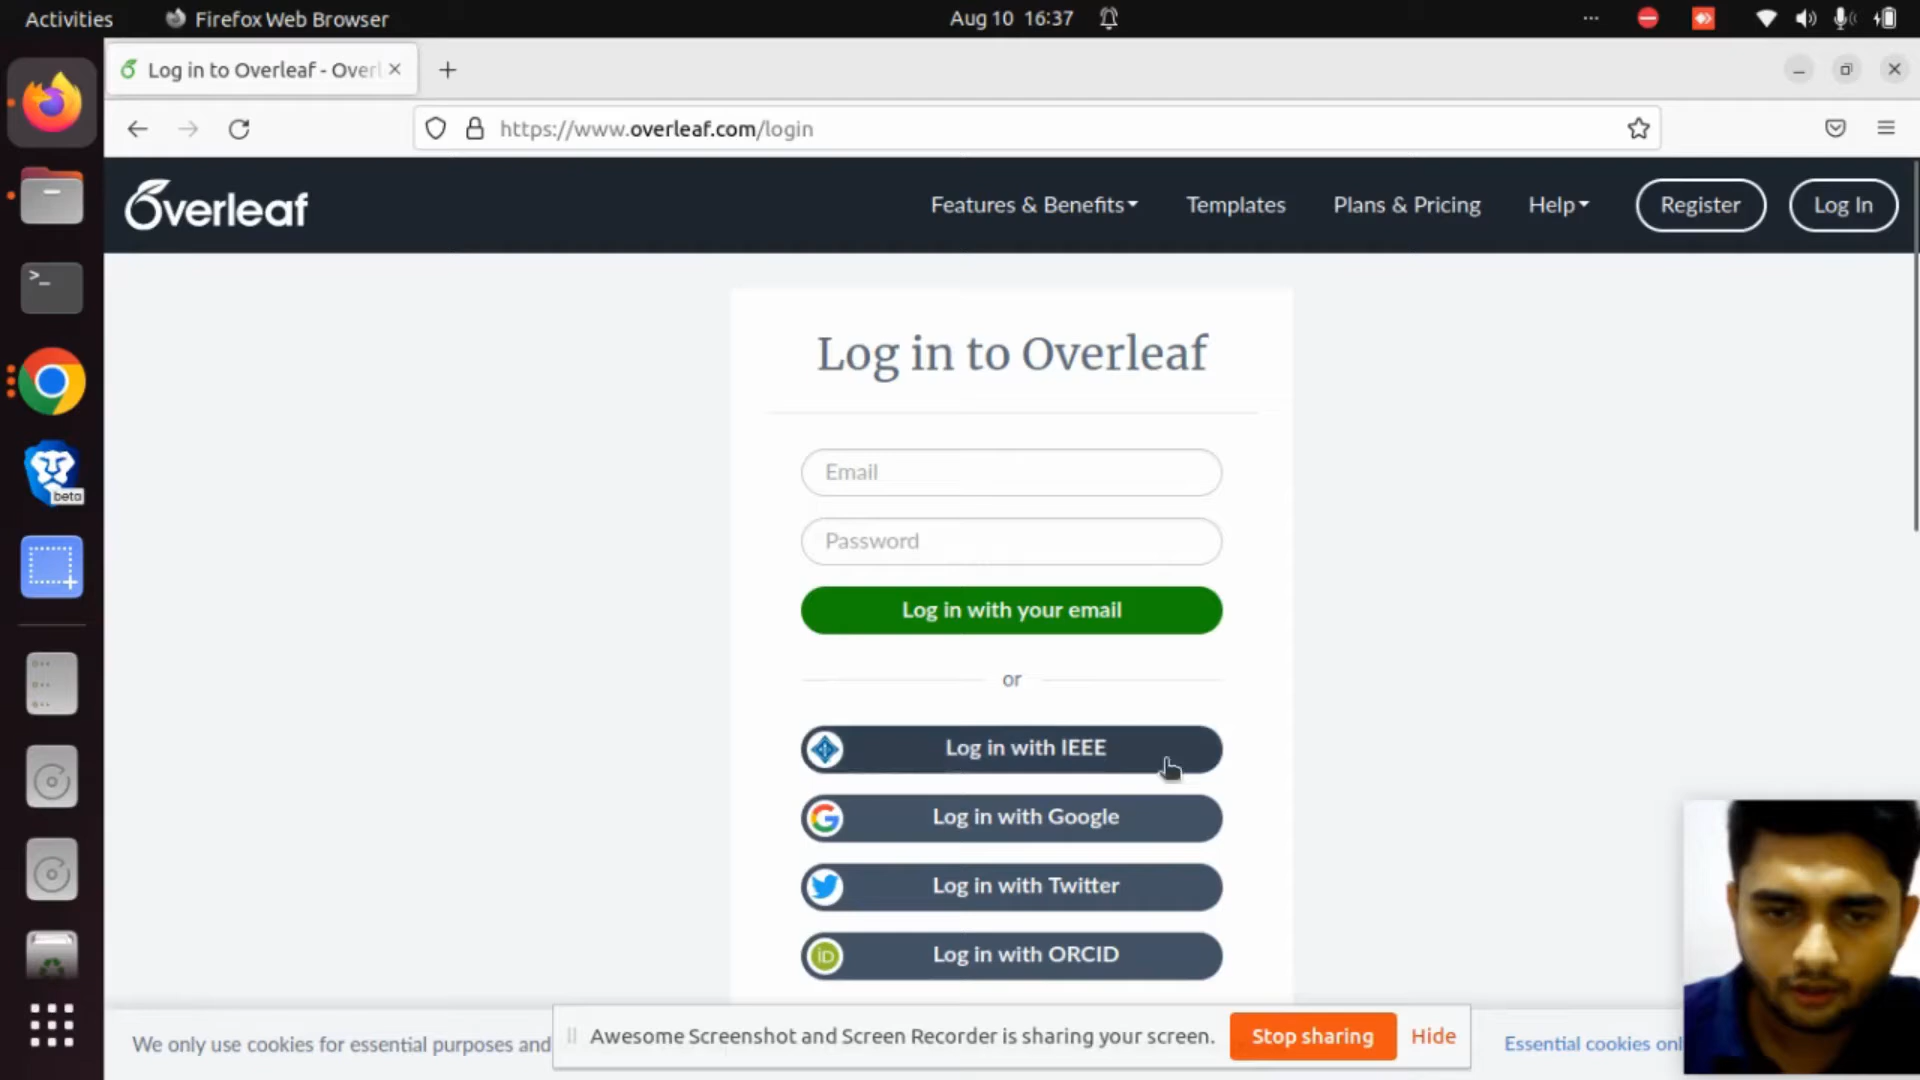 Activities
Firefox Web Browser
Aug 10 16:37
Log in to Overleaf - Overl
https://www.overleaf.com/login
Overleaf
Features & Benefits
Templates
Plans & Pricing
Help
Register
Log In
Log in to Overleaf
Email
Password
Log in with your email
or
Log in with IEEE
Log in with Google
Log in with Twitter
iD
Log in with ORCID
beta
We only use cookies for essential purposes and
Awesome Screenshot and Screen Recorder is sharing your screen.
Stop sharing
Hide
Essential cookies onl